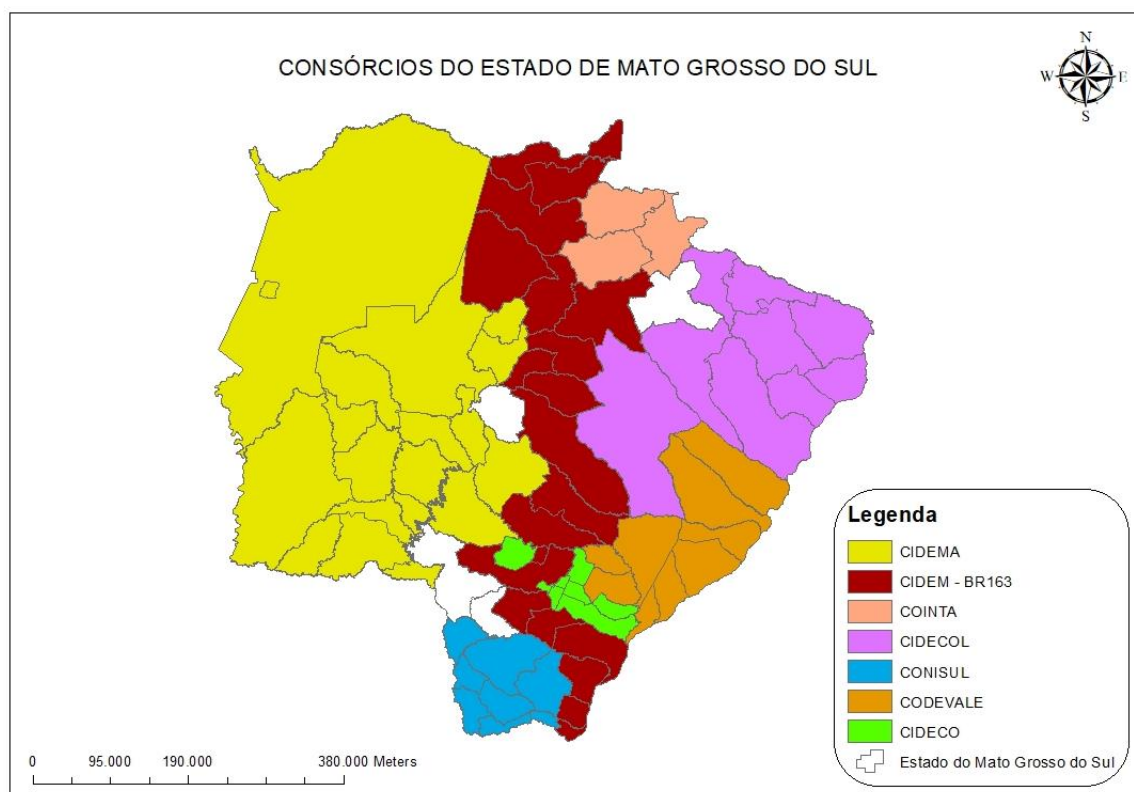 CONSÓRCIOS DO ESTADO DE MATO GROSSO DO SUL
N
W E
S
Legenda
CIDEMA
CIDEM - BR163
COINTA
CIDECOL
CONISUL
CODEVALE
CIDECO
Estado do Mato Grosso do Sul
0 95.000 190.000 380.000 Meters